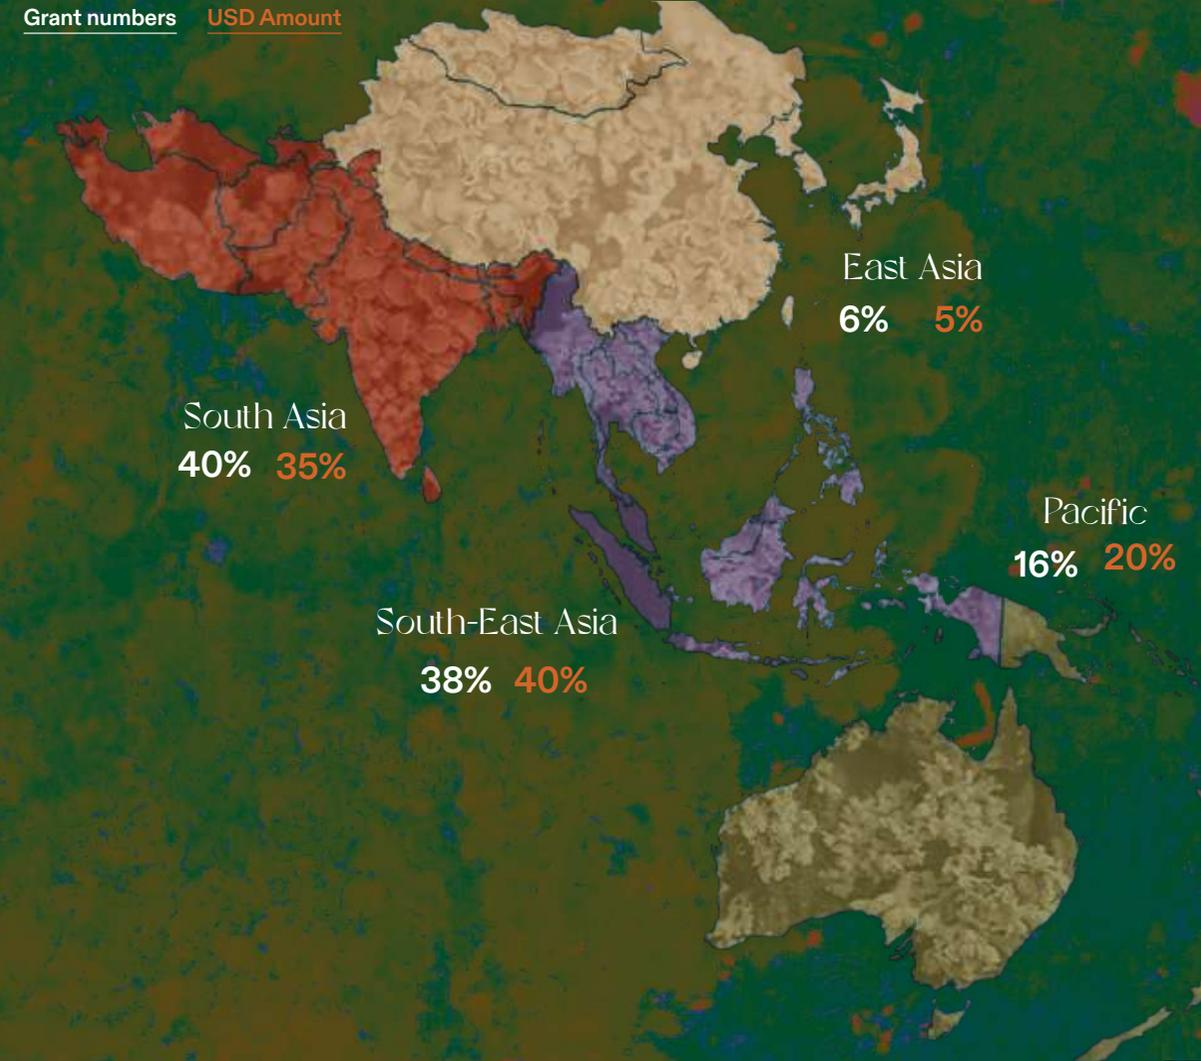 Grant numbers USD Amount
East Asia
6% 5%
South Asia
40% 35%
Pacific
16% 20%
South-East Asia
38% 40%